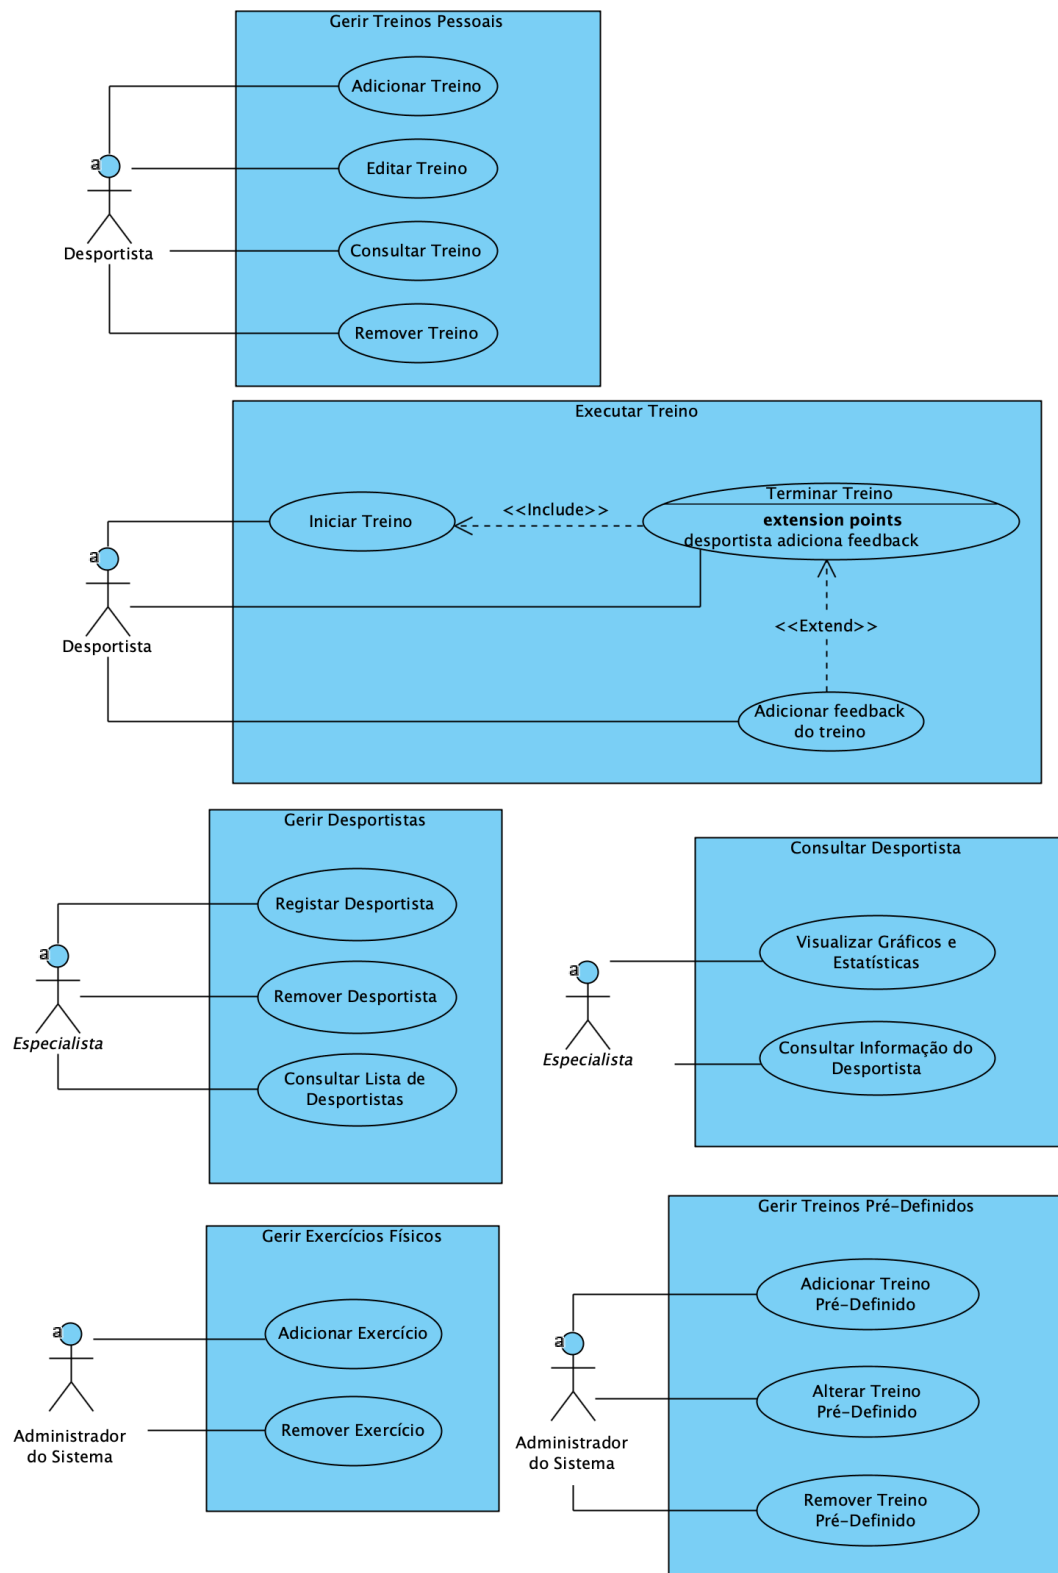 Gerir Treinos Pessoais
Adicionar Treino
a
Editar Treino
Desportista
Consultar Treino
Remover Treino
Executar Treino
Iniciar Treino
<<Include>>
Terminar Treino
extension points
desportista adiciona feedback
a
Desportista
<<Extend>>
Adicionar feedback
do treino
Gerir Desportistas
Registar Desportista
a
Remover Desportista
Especialista
Consultar Lista de
Desportistas
Consultar Desportista
Visualizar Gráficos e
Estatísticas
a
Especialista
Consultar Informação do
Desportista
Gerir Exercícios Físicos
a
Adicionar Exercício
Remover Exercício
Administrador
do Sistema
Gerir Treinos Pré-Definidos
Adicionar Treino
Pré-Definido
a
Alterar Treino
Pré-Definido
Administrador
do Sistema
Remover Treino
Pré-Definido